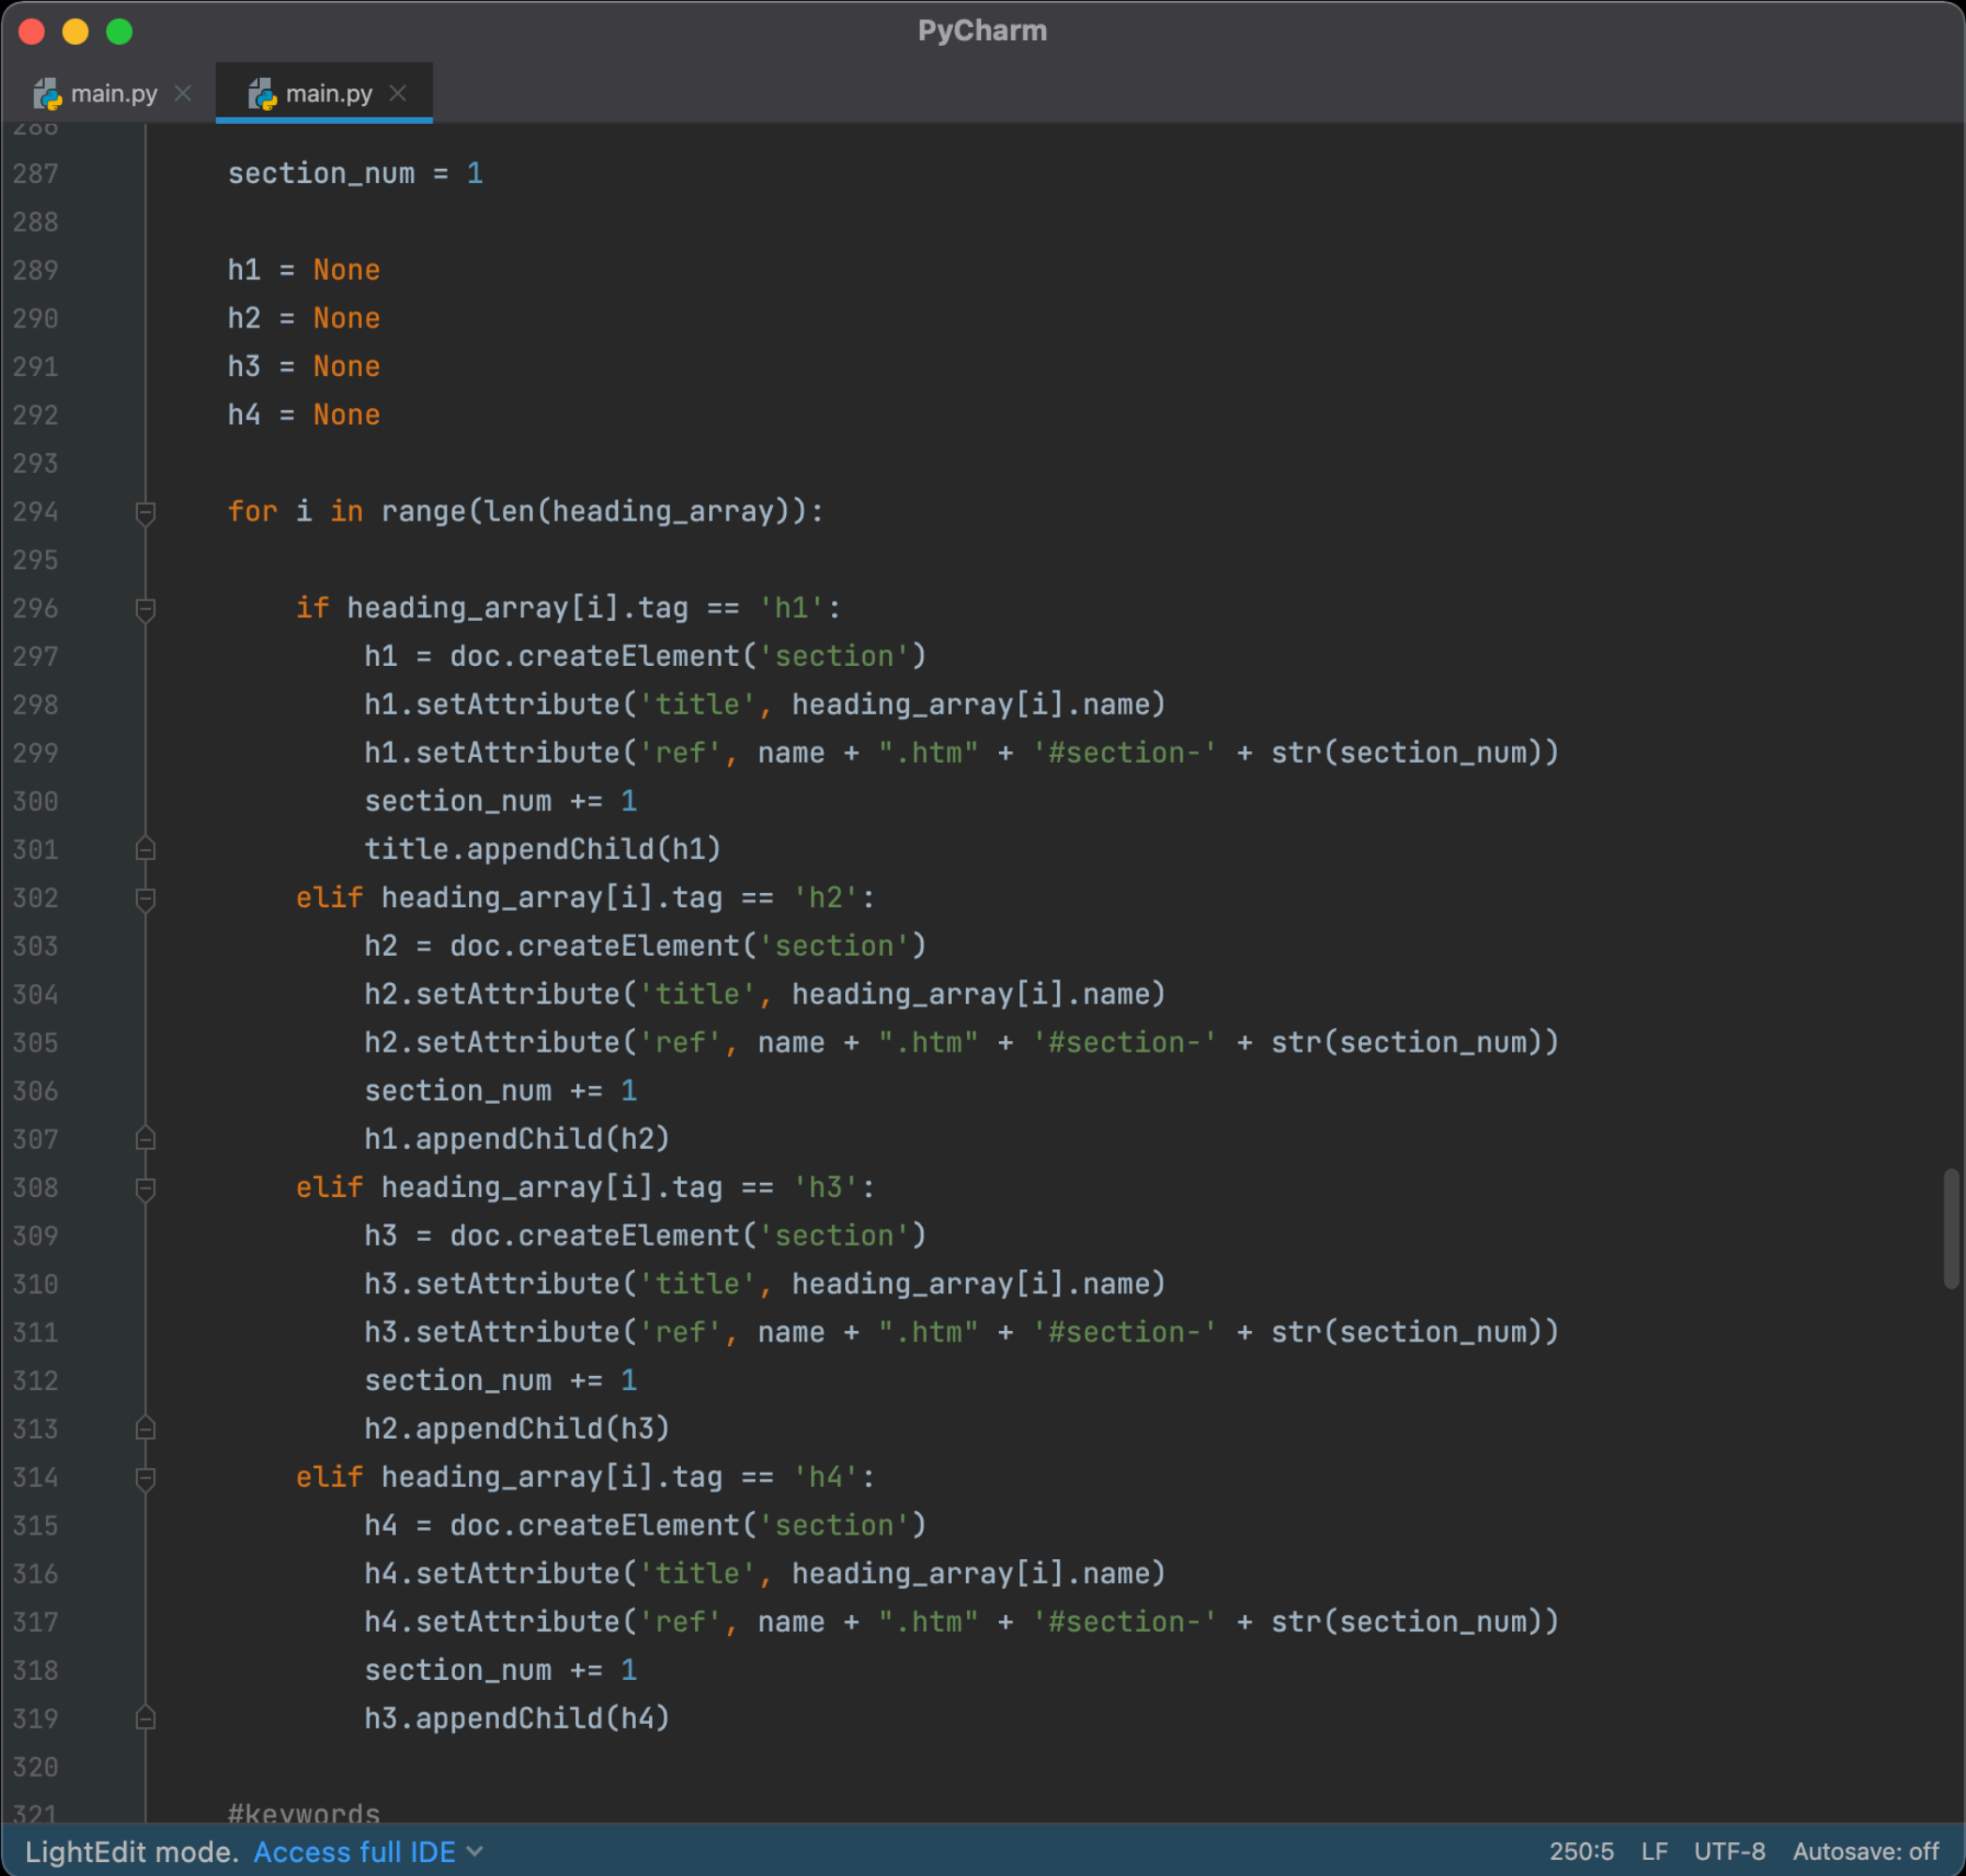 PyCharm
main.py
main.py
286
287 section_num = 1
288
289 h1 = None
290 h2 = None
291 h3 = None
292 h4 = None
293
294 for i in range(len(heading_array)):
295
296 if heading_array[i].tag == 'h1':
297 h1 = doc.createElement('section')
298 h1.setAttribute('title', heading_array[i].name)
299 h1.setAttribute('ref', name + ".htm" + '#section-' + str(section_num))
300 section_num += 1
301 title.appendChild(h1)
302 elif heading_array[i].tag == 'h2':
303 h2 = doc.createElement('section')
304 h2.setAttribute('title', heading_array[i].name)
305 h2.setAttribute('ref', name + ".htm" + '#section-' + str(section_num))
306 section_num += 1
307 h1.appendChild(h2)
308 elif heading_array[i].tag == 'h3':
309 h3 = doc.createElement('section')
310 h3.setAttribute('title', heading_array[i].name)
311 h3.setAttribute('ref', name + ".htm" + '#section-' + str(section_num))
312 section_num += 1
313 h2.appendChild(h3)
314 elif heading_array[i].tag == 'h4':
315 h4 = doc.createElement('section')
316 h4.setAttribute('title', heading_array[i].name)
317 h4.setAttribute('ref', name + ".htm" + '#section-' + str(section_num))
318 section_num += 1
319 h3.appendChild(h4)
320
321 #keywords
LightEdit mode. Access full IDE 250:5 LF UTF-8 Autosave: off